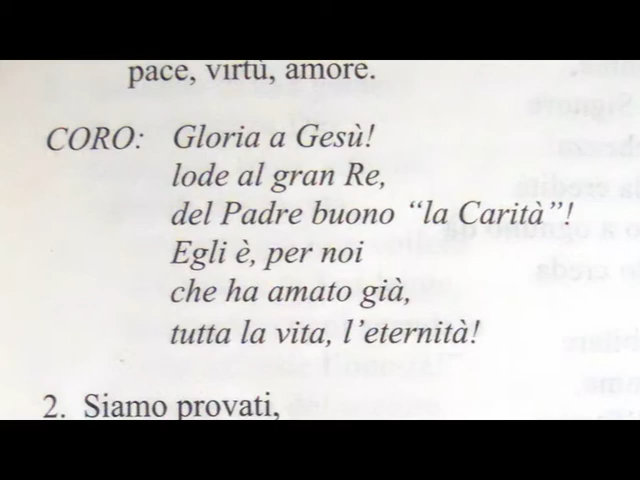 pace, virtù, amore.
CORO: Gloria a Gesù!
lode al gran Re,
del Padre buono “la Carità”!
Egli è, per noi
che ha amato già,
tutta la vita, l’eternità!
2. Siamo provati,